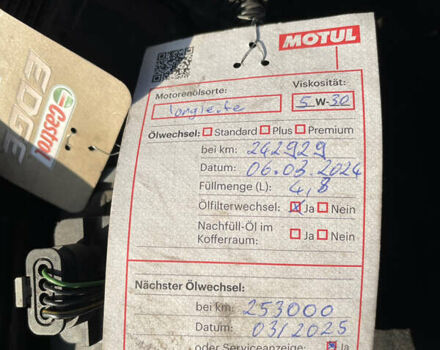 MOTUL
Motorenölsorte:
Viskosität:
Longlife
5 W-30
Ölwechsel: Standard Plus Premium
bei km: 242929
Datum: 06.03.2024
Füllmenge (L): 4,8
Ölfilterwechsel: Ja Nein
Nachfüll-Öl im
Kofferraum: Ja Nein
Nächster Ölwechsel:
bei km: 253000
Datum: 03/2025
oder Serviceanzeige: Ja
Castrol
EDGE